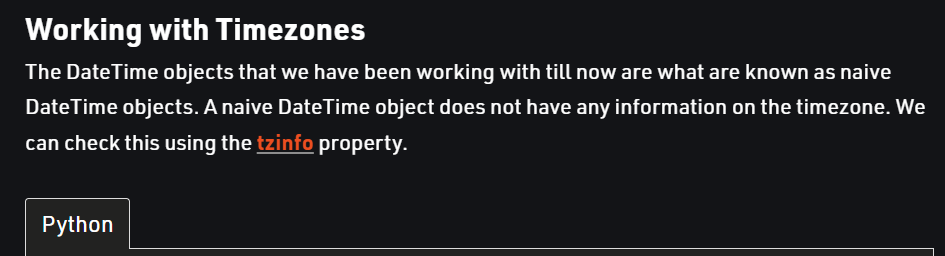 Working with Timezones
The DateTime objects that we have been working with till now are what are known as naive
DateTime objects. A naive DateTime object does not have any information on the timezone. We
can check this using the tzinfo property.
Python